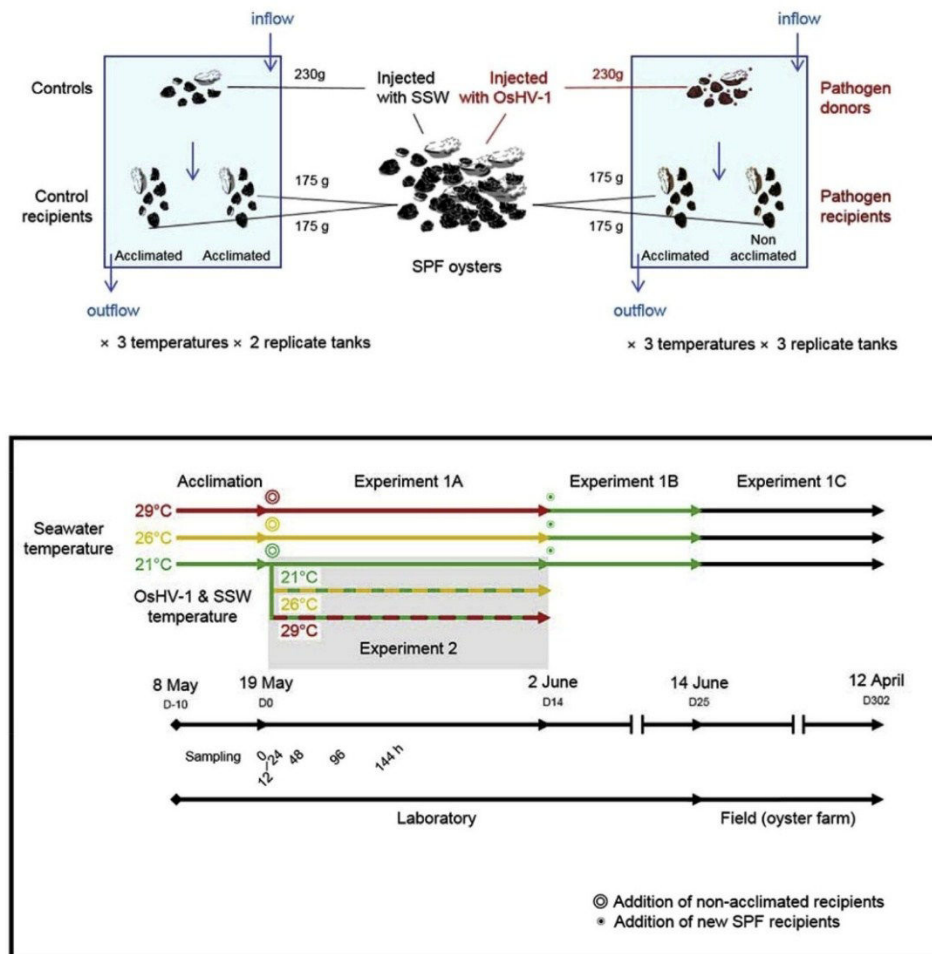 inflow
inflow
Controls
230g
Injected
with SSW
Injected
with OsHV-1
230g
Pathogen
donors
Control
recipients
175 g
175 g
175 g
175 g
Pathogen
recipients
Acclimated
Acclimated
SPF oysters
Acclimated
Non
acclimated
outflow
outflow
× 3 temperatures × 2 replicate tanks
× 3 temperatures × 3 replicate tanks
Acclimation
Experiment 1A
Experiment 1B
Experiment 1C
Seawater
temperature
29°C
26°C
21°C
OsHV-1 & SSW
temperature
21°C
26°C
29°C
Experiment 2
8 May
19 May
2 June
14 June
12 April
D-10
D0
D14
D25
D302
Sampling
0
12
24
48
96
144 h
Laboratory
Field (oyster farm)
Addition of non-acclimated recipients
Addition of new SPF recipients